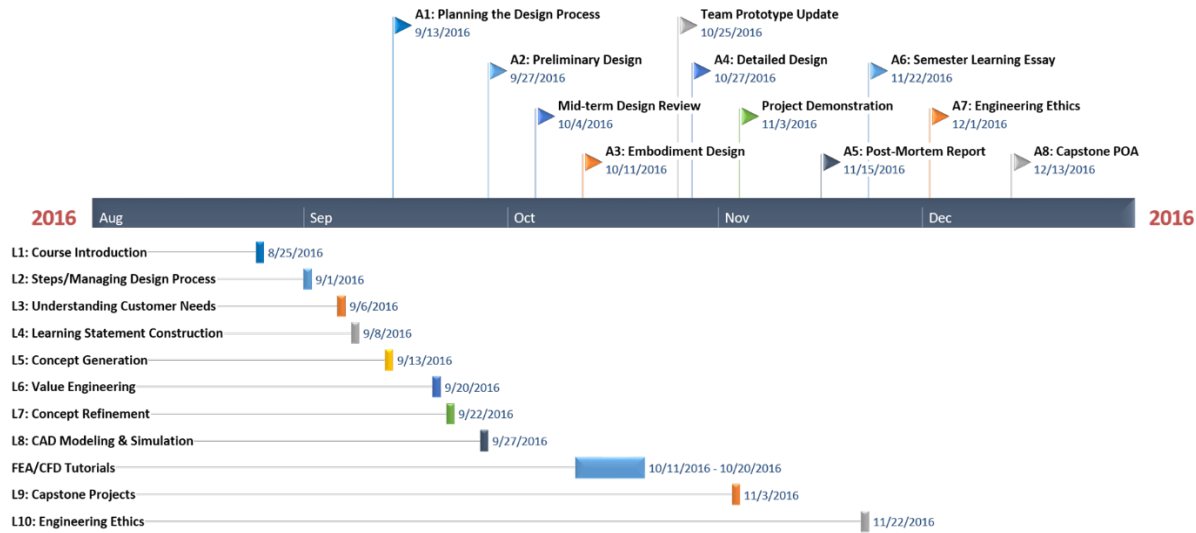 A1: Planning the Design Process
9/13/2016
Team Prototype Update
10/25/2016
A2: Preliminary Design
9/27/2016
A4: Detailed Design
10/27/2016
A6: Semester Learning Essay
11/22/2016
Mid-term Design Review
10/4/2016
Project Demonstration
11/3/2016
A7: Engineering Ethics
12/1/2016
A3: Embodiment Design
10/11/2016
A5: Post-Mortem Report
11/15/2016
A8: Capstone POA
12/13/2016
2016 Aug Sep Oct Nov Dec 2016
L1: Course Introduction 8/25/2016
L2: Steps/Managing Design Process 9/1/2016
L3: Understanding Customer Needs 9/6/2016
L4: Learning Statement Construction 9/8/2016
L5: Concept Generation 9/13/2016
L6: Value Engineering 9/20/2016
L7: Concept Refinement 9/22/2016
L8: CAD Modeling & Simulation 9/27/2016
FEA/CFD Tutorials 10/11/2016 - 10/20/2016
L9: Capstone Projects 11/3/2016
L10: Engineering Ethics 11/22/2016